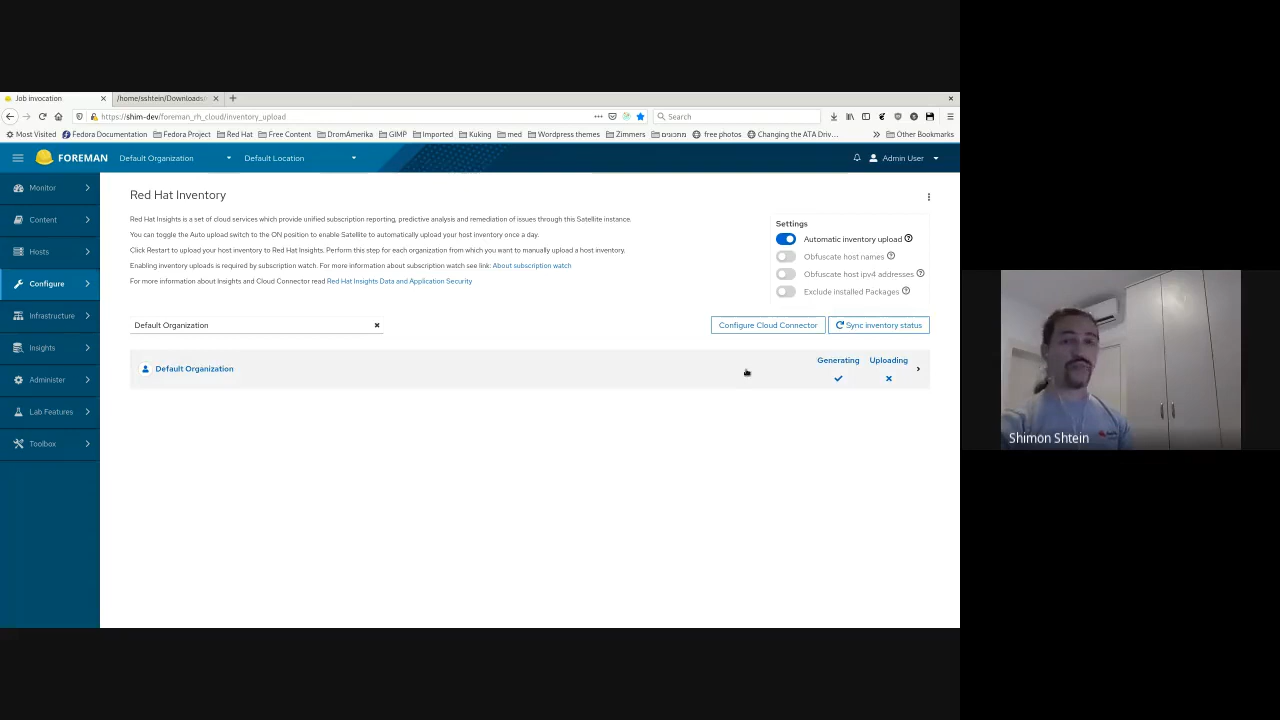 Job invocation
/home/sshtein/Downloads/
https://shim-dev/foreman_rh_cloud/inventory_upload
Search
Most Visited
Fedora Documentation
Fedora Project
Red Hat
Free Content
DromAmerika
GIMP
Imported
Kuking
med
Wordpress themes
Zimmers
מתכונים
free photos
Changing the ATA Driv...
Other Bookmarks
FOREMAN
Default Organization
Default Location
Admin User
Monitor
Content
Hosts
Configure
Infrastructure
Insights
Administer
Lab Features
Toolbox
Red Hat Inventory
Red Hat Insights is a set of cloud services which provide unified subscription reporting, predictive analysis and remediation of issues through this Satellite instance.
You can toggle the Auto upload switch to the ON position to enable Satellite to automatically upload your host inventory once a day.
Click Restart to upload your host inventory to Red Hat Insights. Perform this step for each organization from which you want to manually upload a host inventory.
Enabling inventory uploads is required by subscription watch. For more information about subscription watch see link: About subscription watch
For more information about Insights and Cloud Connector read Red Hat Insights Data and Application Security
Settings
Automatic inventory upload
Obfuscate host names
Obfuscate host ipv4 addresses
Exclude installed Packages
Default Organization
Configure Cloud Connector
Sync inventory status
Default Organization
Generating
Uploading
Shimon Shtein